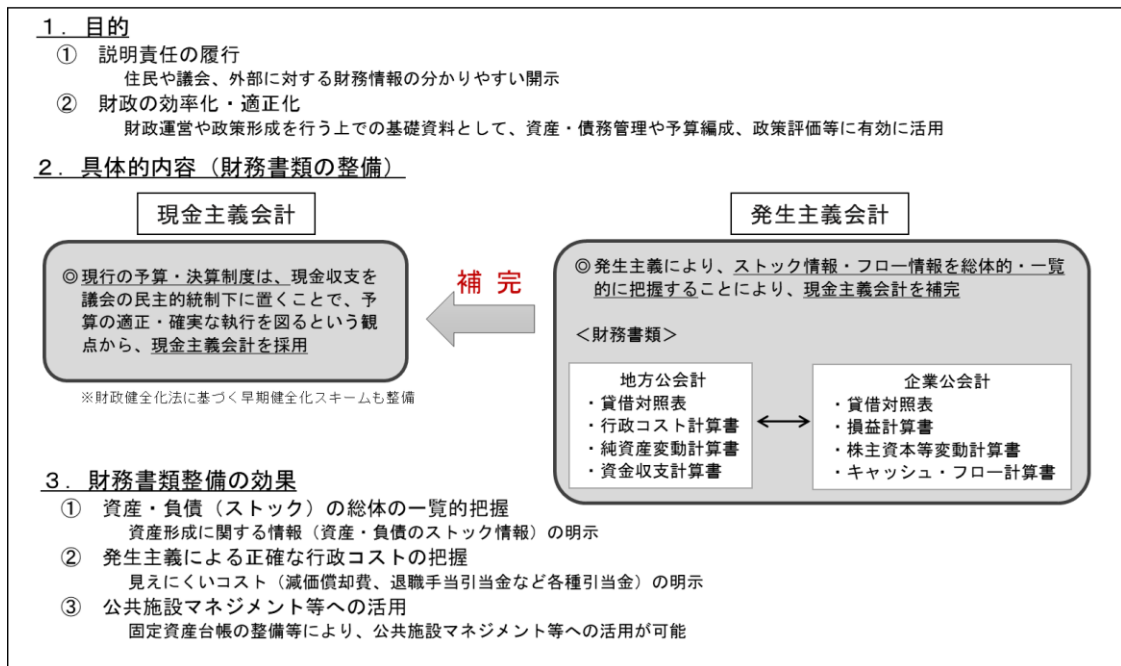 １．目的
① 説明責任の履行
住民や議会、外部に対する財務情報の分かりやすい開示
② 財政の効率化・適正化
財政運営や政策形成を行う上での基礎資料として、資産・債務管理や予算編成、政策評価等に有効に活用
２．具体的内容（財務書類の整備）
現金主義会計
◎現行の予算・決算制度は、現金収支を
議会の民主的統制下に置くことで、予
算の適正・確実な執行を図るという観
点から、現金主義会計を採用
※財政健全化法に基づく早期健全化スキームも整備
補完
発生主義会計
◎発生主義により、ストック情報・フロー情報を総体的・一覧
的に把握することにより、現金主義会計を補完
＜財務書類＞
地方公会計
・貸借対照表
・行政コスト計算書
・純資産変動計算書
・資金収支計算書
企業公会計
・貸借対照表
・損益計算書
・株主資本等変動計算書
・キャッシュ・フロー計算書
３．財務書類整備の効果
① 資産・負債（ストック）の総体の一覧的把握
資産形成に関する情報（資産・負債のストック情報）の明示
② 発生主義による正確な行政コストの把握
見えにくいコスト（減価償却費、退職手当引当金など各種引当金）の明示
③ 公共施設マネジメント等への活用
固定資産台帳の整備等により、公共施設マネジメント等への活用が可能